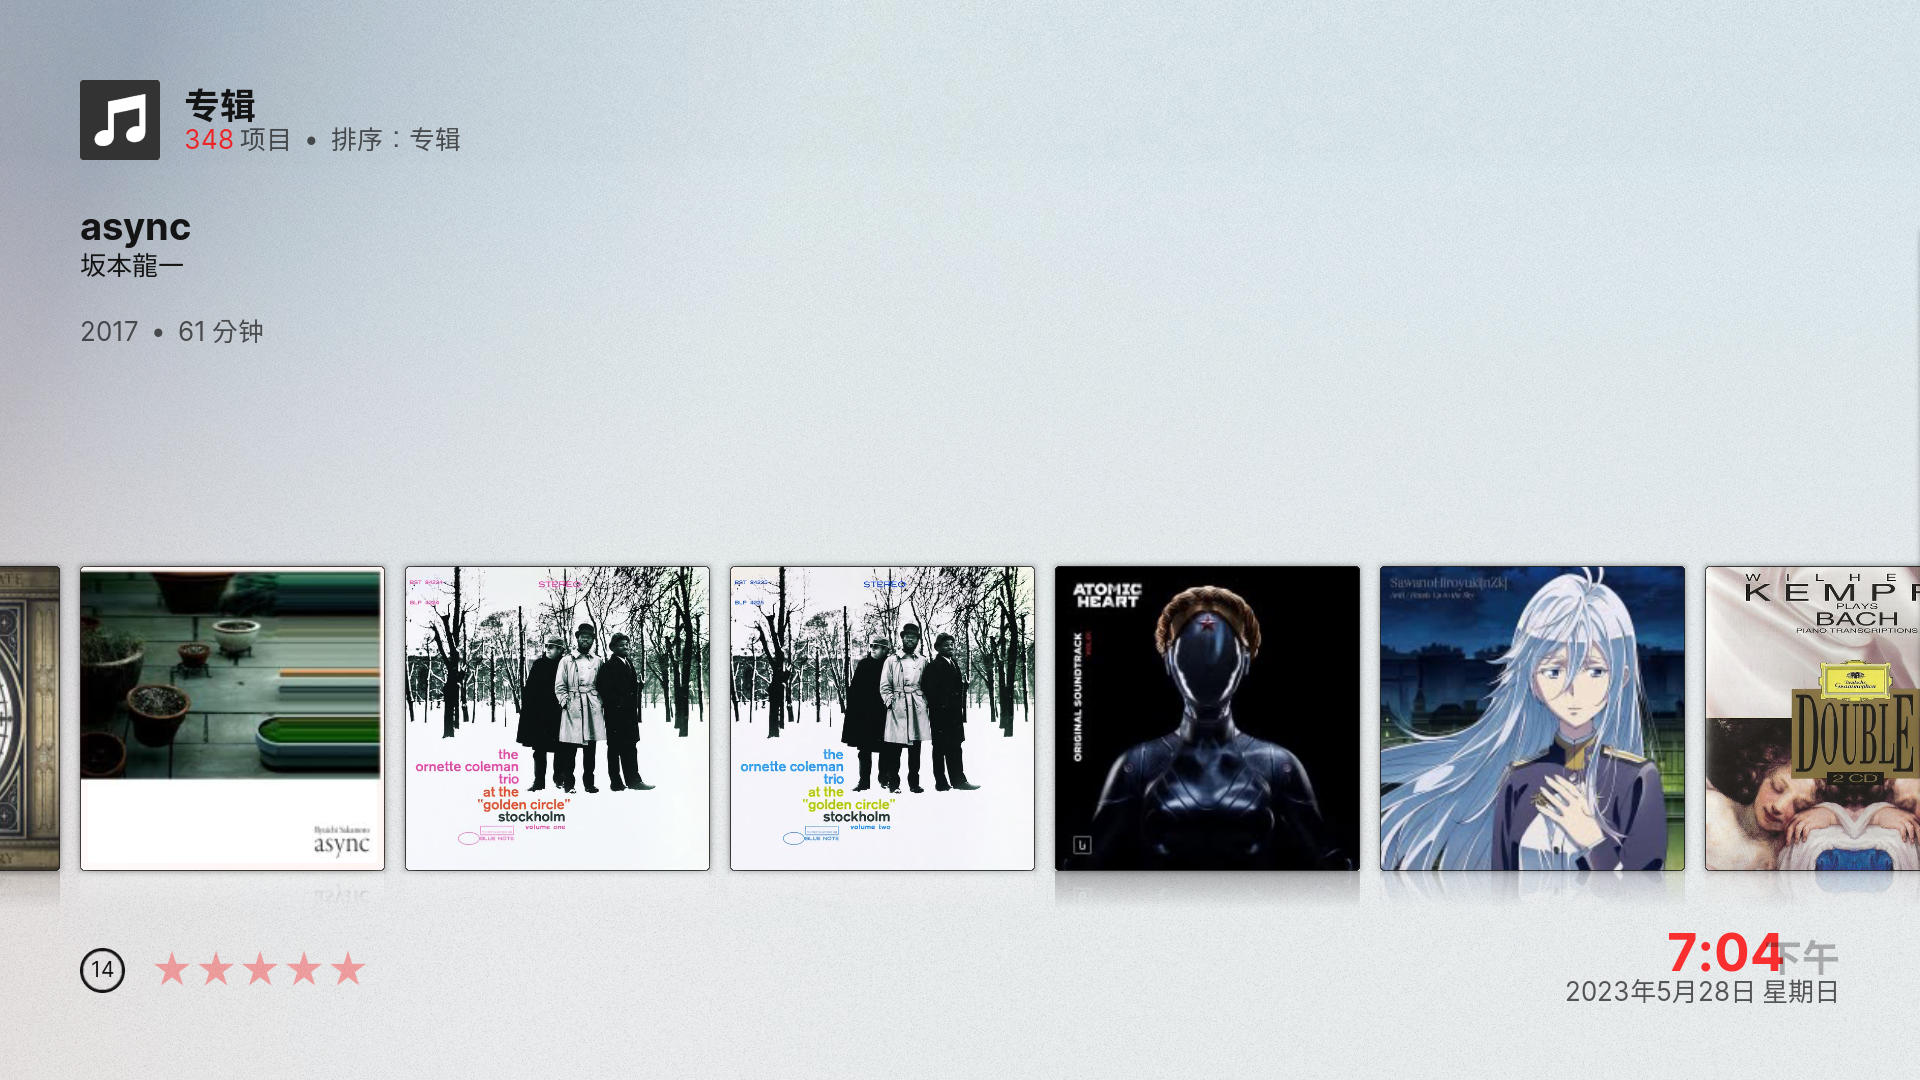 专辑
348 项目 • 排序：专辑
async
坂本龍一
2017 • 61 分钟
Ryuichi Sakamoto
async
STEREO
the
ornette coleman
trio
at the
"golden circle"
stockholm
volume one
BLUE NOTE
STEREO
the
ornette coleman
trio
at the
"golden circle"
stockholm
volume two
BLUE NOTE
ATOMIC
HEART
ORIGINAL SOUNDTRACK
SawanoHiroyuki[nZk]
WILHE
KEMPF
PLAYS
BACH
PIANO TRANSCRIPTIONS
Deutsche
Grammophon
DOUBLE
2 CD
14
7:04 下午
2023年5月28日 星期日